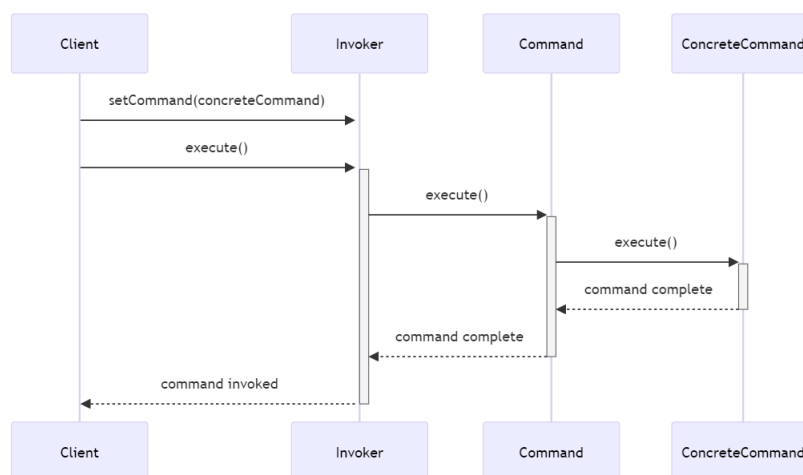 Client
Invoker
Command
ConcreteCommand
setCommand(concreteCommand)
execute()
execute()
execute()
command complete
command complete
command invoked
Client
Invoker
Command
ConcreteCommand